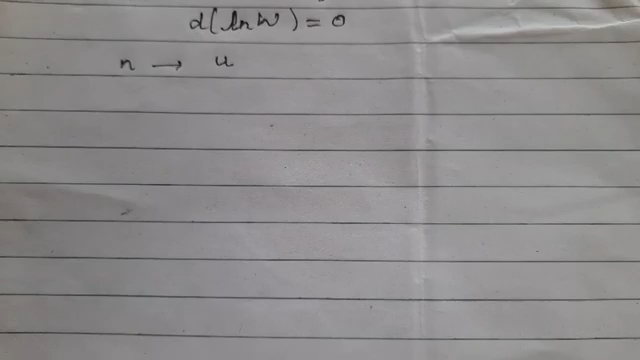 d(lnW) = 0
n → u